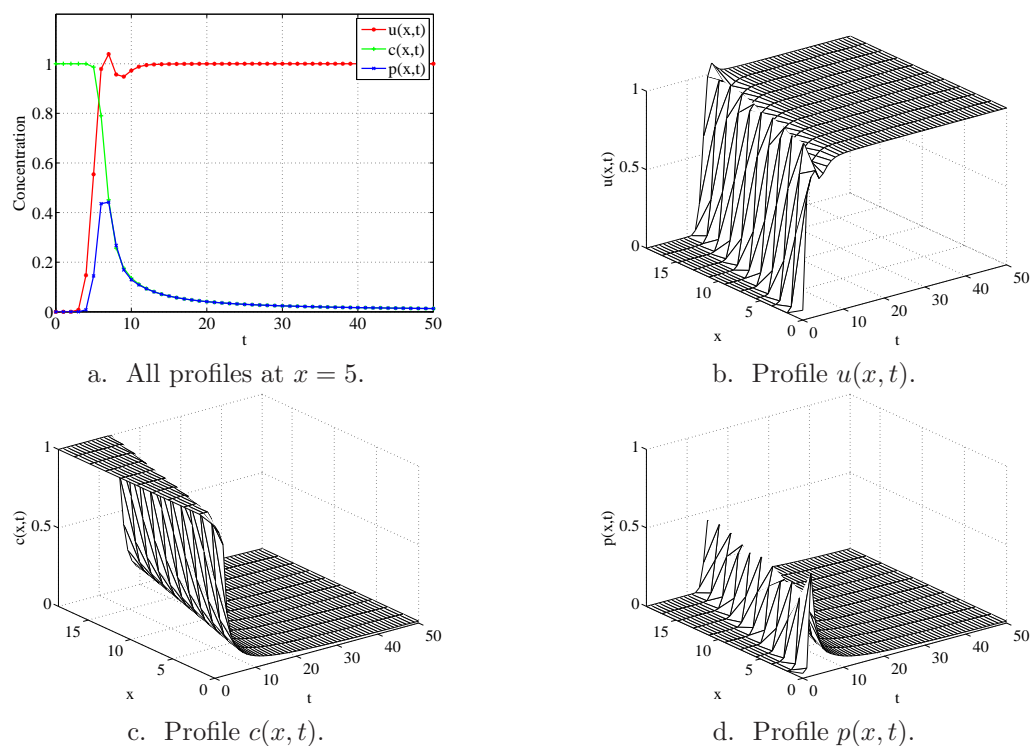 u(x,t)
c(x,t)
p(x,t)
Concentration
1
0.8
0.6
0.4
0.2
0
0 10 20 30 40 50
t
a. All profiles at x = 5.
u(x,t)
1
0.5
0
15 10 5 0
x
0 10 20 30 40 50
t
b. Profile u(x, t).
c(x,t)
1
0.5
0
15 10 5 0
x
0 10 20 30 40 50
t
c. Profile c(x, t).
p(x,t)
1
0.5
0
15 10 5 0
x
0 10 20 30 40 50
t
d. Profile p(x, t).